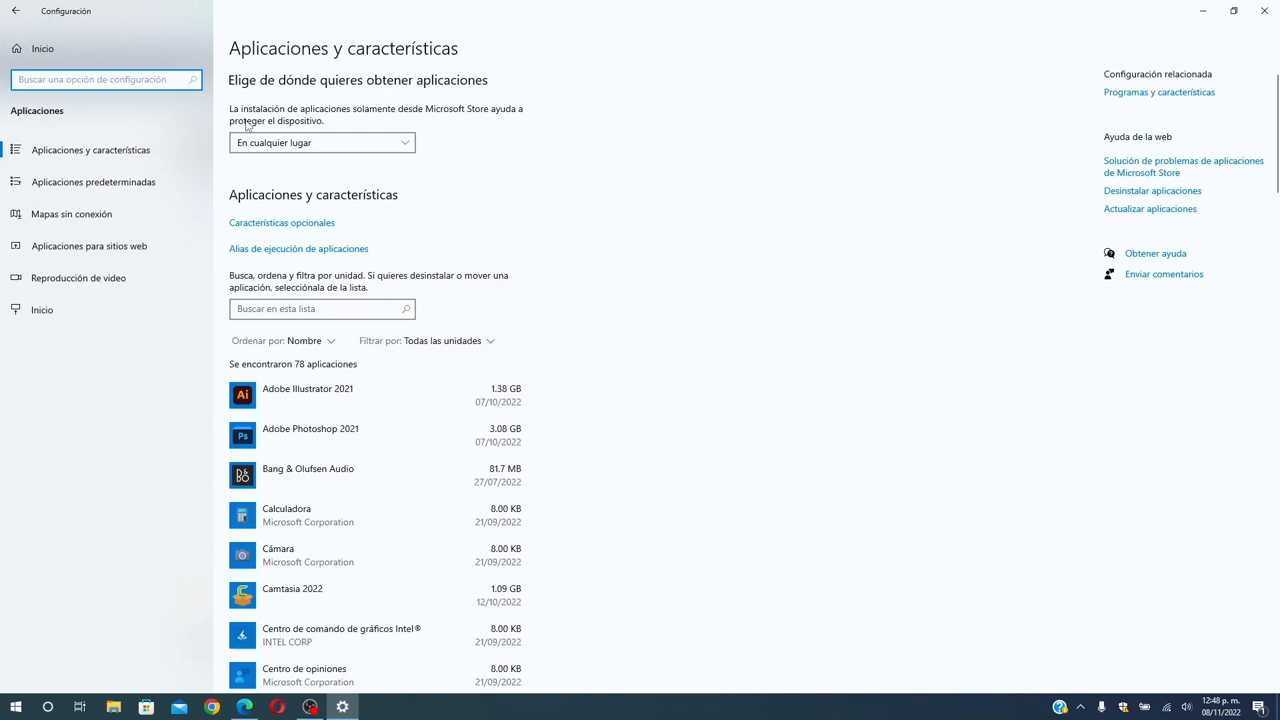 Configuración
Inicio
Buscar una opción de configuración
Aplicaciones
Aplicaciones y características
Aplicaciones predeterminadas
Mapas sin conexión
Aplicaciones para sitios web
Reproducción de video
Inicio
Aplicaciones y características
Elige de dónde quieres obtener aplicaciones
La instalación de aplicaciones solamente desde Microsoft Store ayuda a
proteger el dispositivo.
En cualquier lugar
Aplicaciones y características
Características opcionales
Alias de ejecución de aplicaciones
Busca, ordena y filtra por unidad. Si quieres desinstalar o mover una
aplicación, selecciónala de la lista.
Buscar en esta lista
Ordenar por: Nombre Filtrar por: Todas las unidades
Se encontraron 78 aplicaciones
Ai Adobe Illustrator 2021 1.38 GB
07/10/2022
Ps Adobe Photoshop 2021 3.08 GB
07/10/2022
Bang & Olufsen Audio 81.7 MB
27/07/2022
Calculadora 8.00 KB
Microsoft Corporation 21/09/2022
Cámara 8.00 KB
Microsoft Corporation 21/09/2022
Camtasia 2022 1.09 GB
12/10/2022
Centro de comando de gráficos Intel® 8.00 KB
INTEL CORP 21/09/2022
Centro de opiniones 8.00 KB
Microsoft Corporation 21/09/2022
Configuración relacionada
Programas y características
Ayuda de la web
Solución de problemas de aplicaciones
de Microsoft Store
Desinstalar aplicaciones
Actualizar aplicaciones
Obtener ayuda
Enviar comentarios
12:48 p. m.
08/11/2022